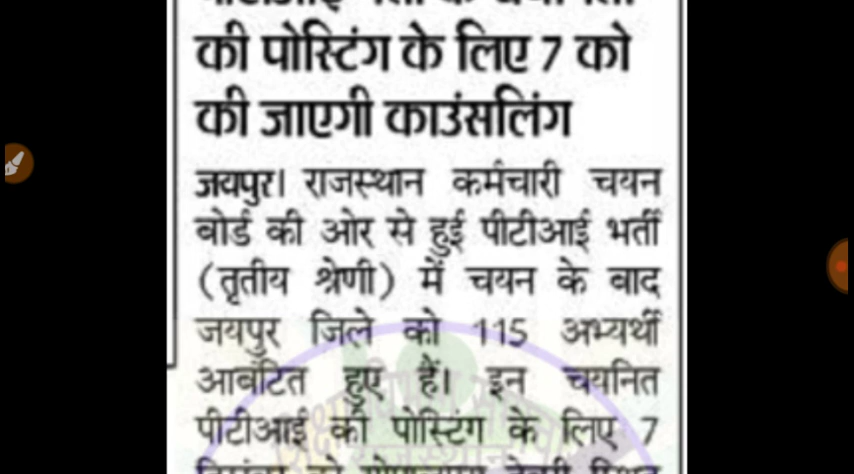 की पोस्टिंग के लिए 7 को
की जाएगी काउंसलिंग
जयपुर। राजस्थान कर्मचारी चयन
बोर्ड की ओर से हुई पीटीआई भर्ती
(तृतीय श्रेणी) में चयन के बाद
जयपुर जिले को 115 अभ्यर्थी
आवंटित हुए हैं। इन चयनित
पीटीआई की पोस्टिंग के लिए 7